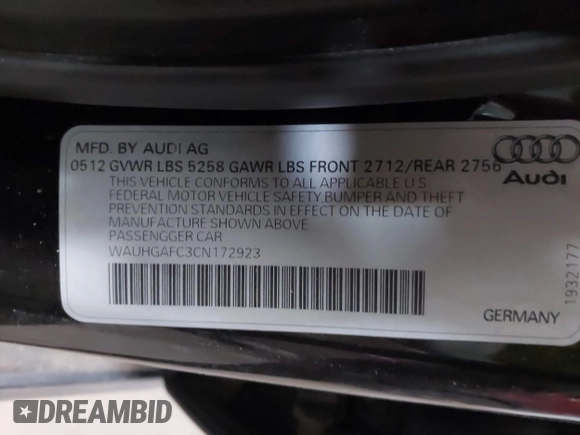 MFD. BY AUDI AG
0512 GVWR LBS 5258 GAWR LBS FRONT 2712/REAR 2756
THIS VEHICLE CONFORMS TO ALL APPLICABLE U S
FEDERAL MOTOR VEHICLE SAFETY,BUMPER AND THEFT
PREVENTION STANDARDS IN EFFECT ON THE DATE OF
MANUFACTURE SHOWN ABOVE
PASSENGGER CAR
WAUHGAFC3CN172923
Audi
1932177
GERMANY
DREAMBID